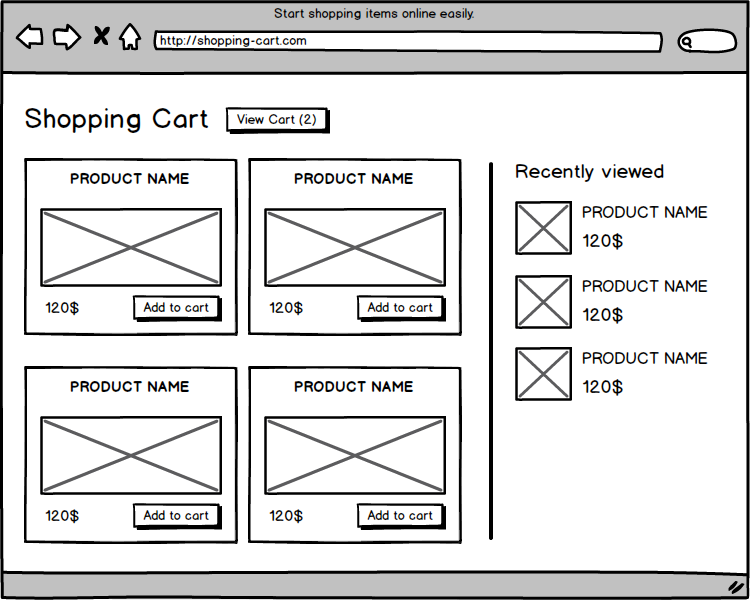 Start shopping items online easily.
http://shopping-cart.com
Shopping Cart
View Cart (2)
PRODUCT NAME
120$
Add to cart
PRODUCT NAME
120$
Add to cart
PRODUCT NAME
120$
Add to cart
PRODUCT NAME
120$
Add to cart
Recently viewed
PRODUCT NAME
120$
PRODUCT NAME
120$
PRODUCT NAME
120$